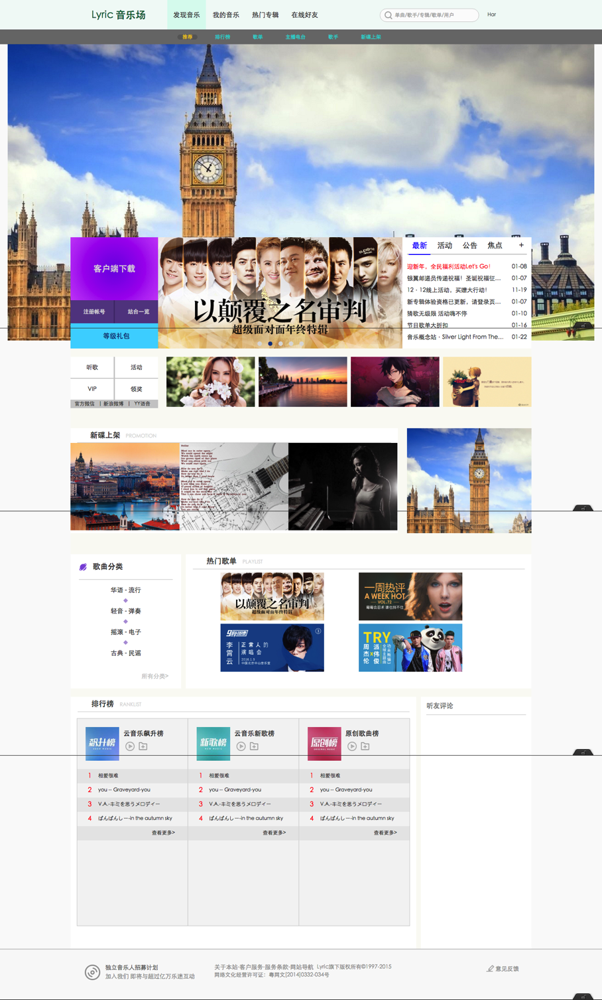 Lyric 音乐场
发现音乐 我的音乐 热门专辑 在线好友
单曲/歌手/专辑/歌单/用户
Har
推荐 排行榜 歌单 主播电台 歌手 新碟上架
客户端下载
注册帐号 站台一览
等级礼包
以颠覆之名审判
超级面对面年终特辑
最新 活动 公告 焦点 +
迎新年，全民福利活动Let's Go！ 01-08
银翼邮递员传递祝福！圣诞祝福征... 01-07
12 · 12线上活动，买赠大行动！ 11-19
新专辑体验资格已更新，请登录页... 01-07
猜歌无极限 活动嗨不停 01-10
节日歌单大折扣 01-16
音乐概念站 · Silver Light From The... 01-22
听歌 活动
VIP 领奖
官方微信 | 新浪微博 | YY语音
新碟上架 PROMOTION
歌曲分类
华语 - 流行
轻音 - 弹奏
摇滚 - 电子
古典 - 民谣
所有分类>
热门歌单 PLAYLIST
以颠覆之名审判
超级面对面年终特辑
一周热评
A WEEK HOT
VOL.72
李霄云
正常人的
演唱会
2016.1.3
③
TRY
周杰伦
x
派伟俊
功夫熊猫3
全球主题曲
排行榜 RANKLIST
飙升榜
云音乐飙升榜
1 相爱很难
2 you -- Graveyard-you
3 V.A.-キミを思うメロディー
4 ぱんぱんしー-in the autumn sky
查看更多>
新歌榜
云音乐新歌榜
1 相爱很难
2 you -- Graveyard-you
3 V.A.-キミを思うメロディー
4 ぱんぱんしー-in the autumn sky
查看更多>
原创榜
原创歌曲榜
1 相爱很难
2 you -- Graveyard-you
3 V.A.-キミを思うメロディー
4 ぱんぱんしー-in the autumn sky
查看更多>
听友评论
独立音乐人招募计划
加入我们 即将与超过亿万乐迷互动
关于本站-客户服务-服务条款-网站导航 Lyric旗下版权所有©1997-2015
网络文化经营许可证：粤网文[2014]0332-034号
意见反馈